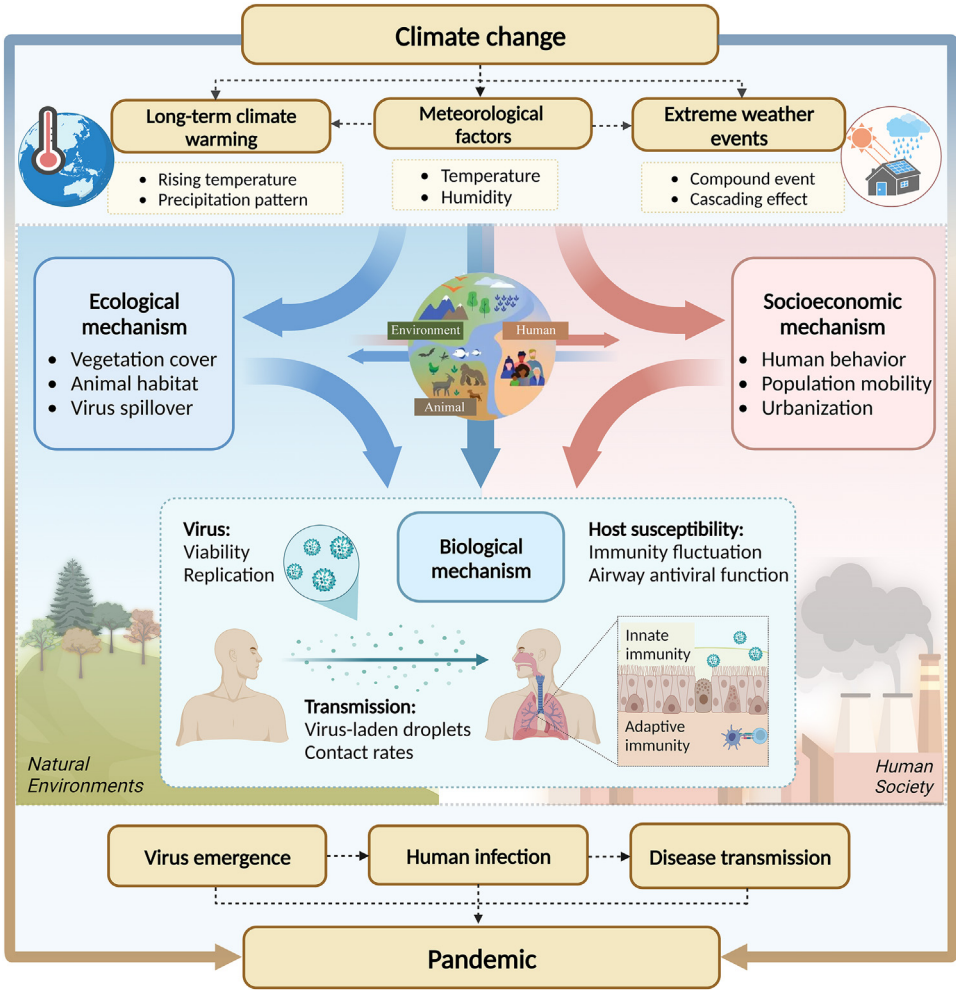 Climate change
Long-term climate
warming
Meteorological
factors
Extreme weather
events
• Rising temperature
• Precipitation pattern
• Temperature
• Humidity
• Compound event
• Cascading effect
Ecological
mechanism
• Vegetation cover
• Animal habitat
• Virus spillover
Environment
Human
Animal
Socioeconomic
mechanism
• Human behavior
• Population mobility
• Urbanization
Virus:
Viability
Replication
Biological
mechanism
Host susceptibility:
Immunity fluctuation
Airway antiviral function
Transmission:
Virus-laden droplets
Contact rates
Innate
immunity
Adaptive
immunity
Natural
Environments
Human
Society
Virus emergence
Human infection
Disease transmission
Pandemic